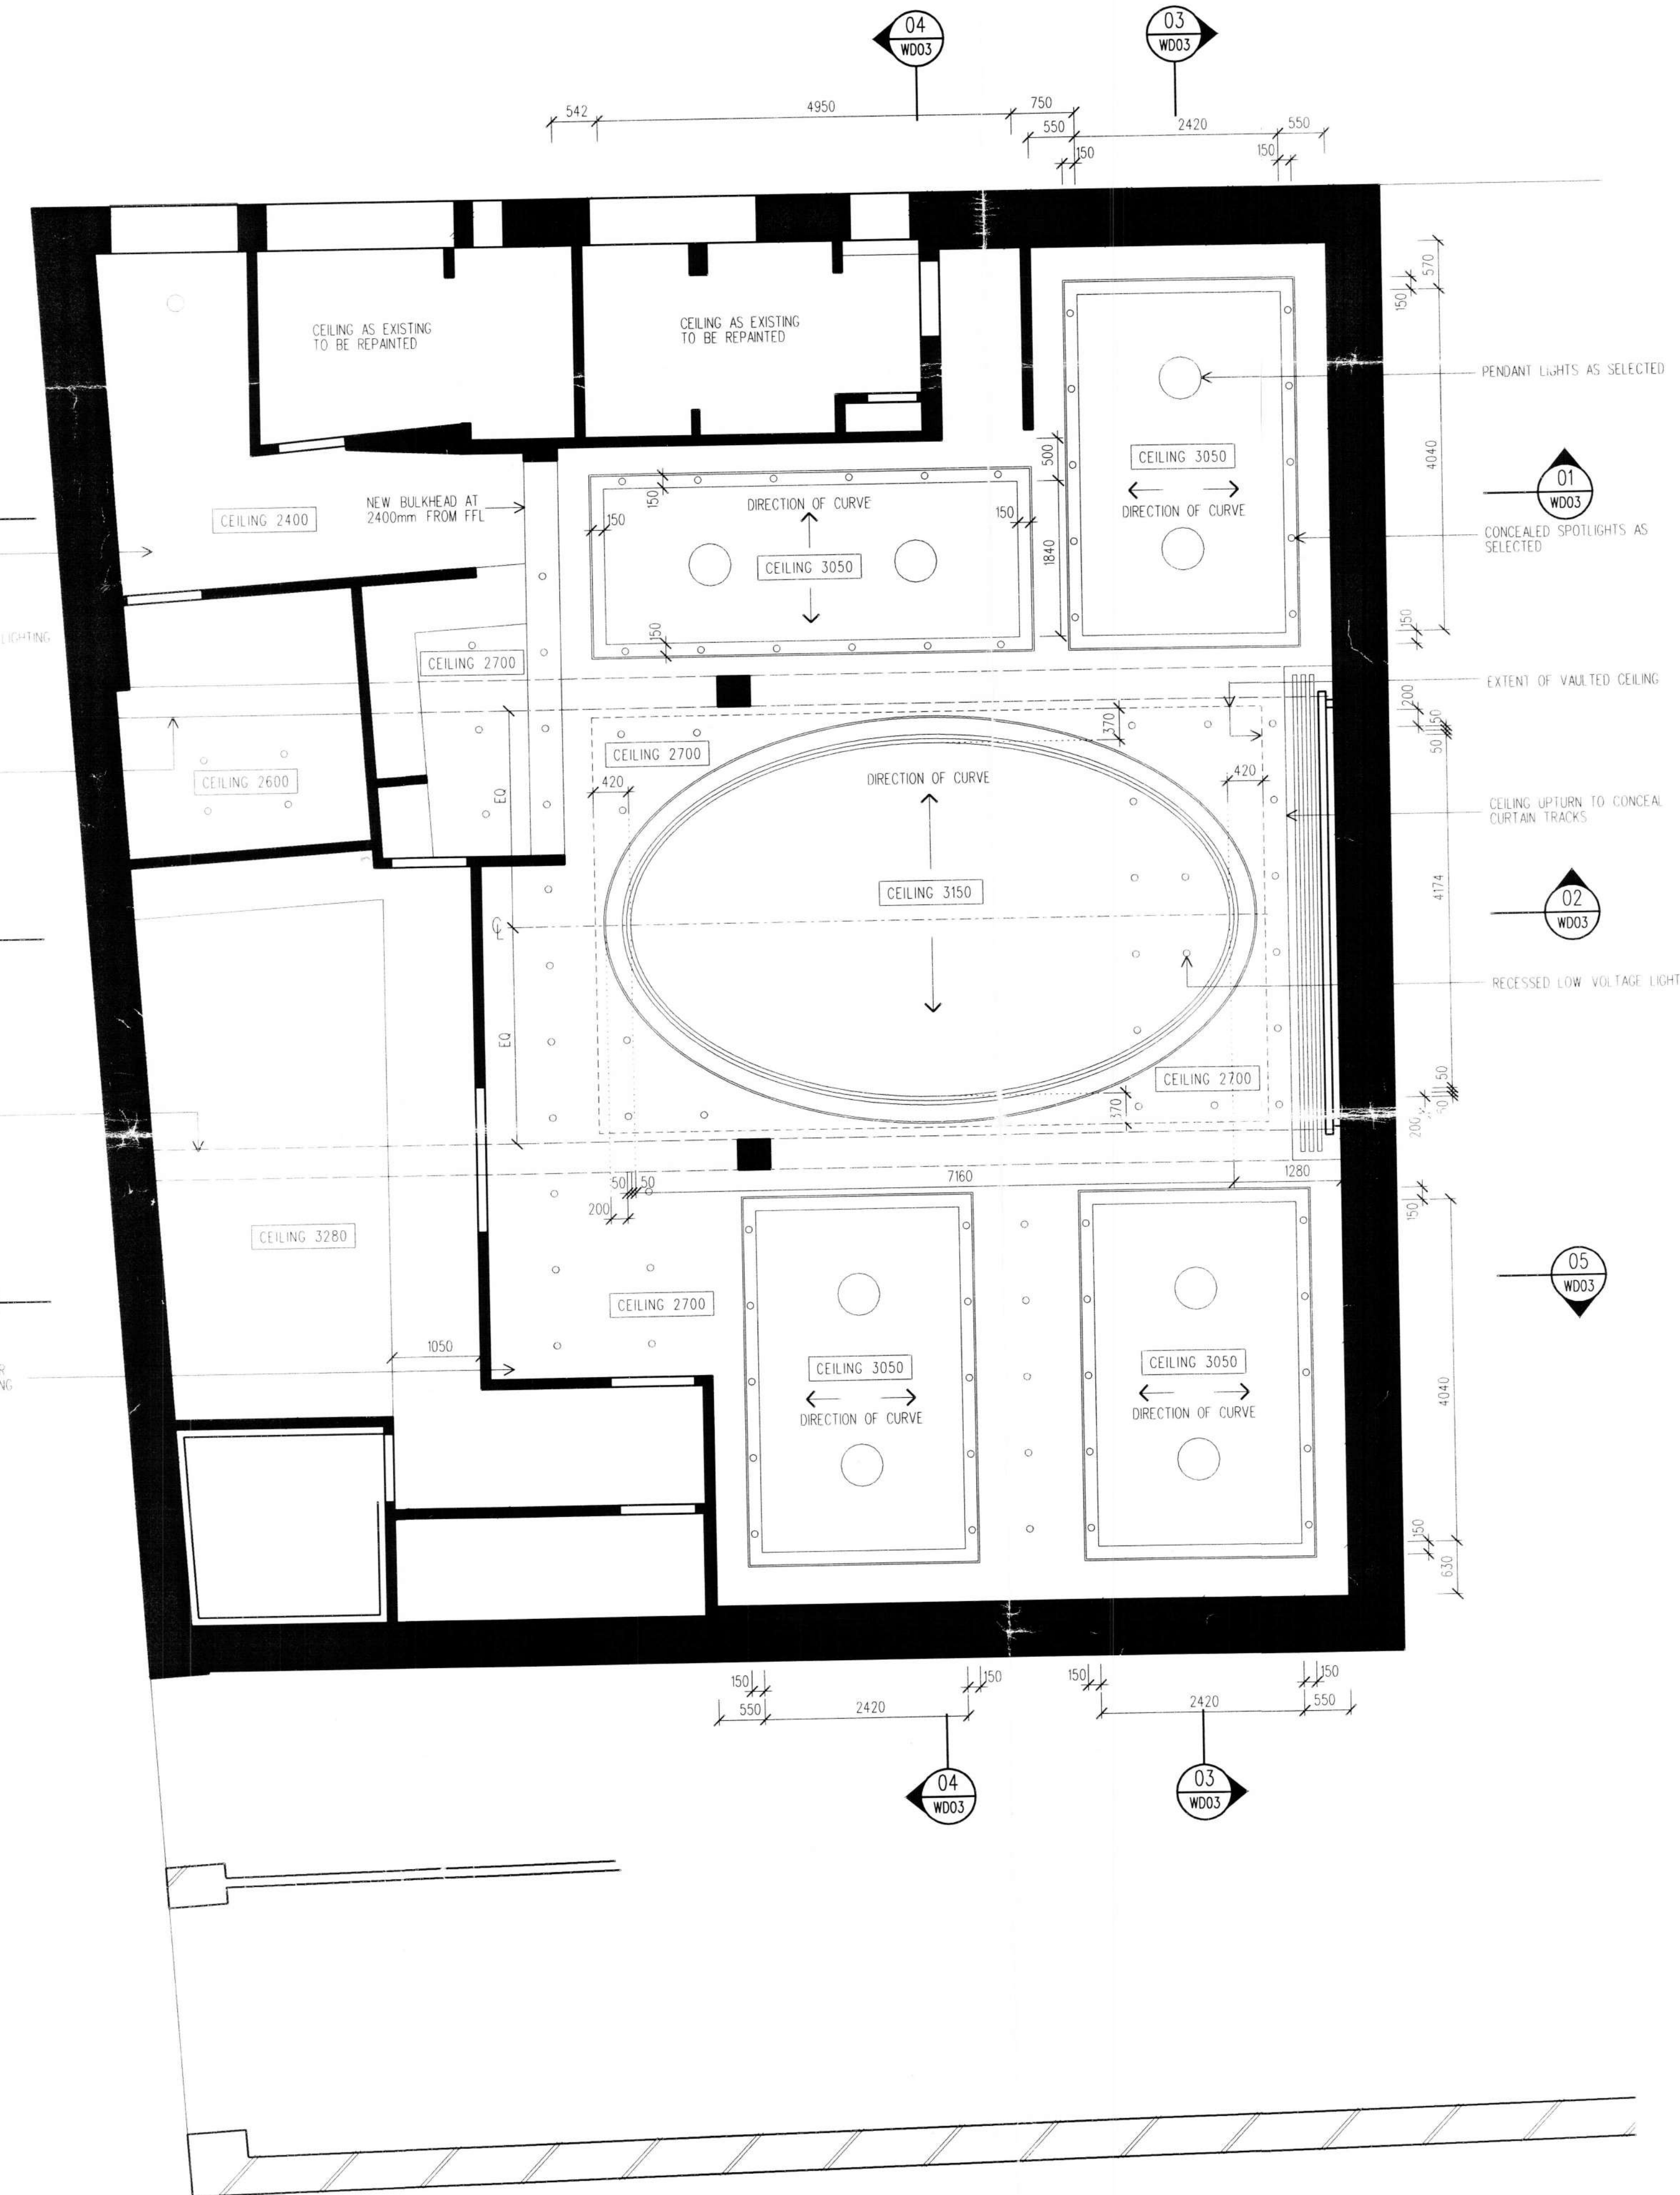 04
WD03
03
WD03
542
4950
750
550
2420
550
150
150
570
150
CEILING AS EXISTING
TO BE REPAINTED
CEILING AS EXISTING
TO BE REPAINTED
PENDANT LIGHTS AS SELECTED
4040
CEILING 3050
DIRECTION OF CURVE
01
WD03
CONCEALED SPOTLIGHTS AS
SELECTED
500
NEW BULKHEAD AT
2400mm FROM FFL
CEILING 2400
150
150
DIRECTION OF CURVE
150
CEILING 3050
1840
150
150
LIGHTING
CEILING 2700
EXTENT OF VAULTED CEILING
200
50
50
370
CEILING 2700
420
DIRECTION OF CURVE
420
CEILING 2600
EQ
CEILING UPTURN TO CONCEAL
CURTAIN TRACKS
4174
CEILING 3150
02
WD03
RECESSED LOW VOLTAGE LIGHT
EQ
CEILING 2700
370
50
50
200
7160
1280
50
50
200
150
CEILING 3280
05
WD03
CEILING 2700
1050
CEILING 3050
DIRECTION OF CURVE
CEILING 3050
DIRECTION OF CURVE
4040
R
NG
150
630
150
150
150
150
550
2420
2420
550
04
WD03
03
WD03